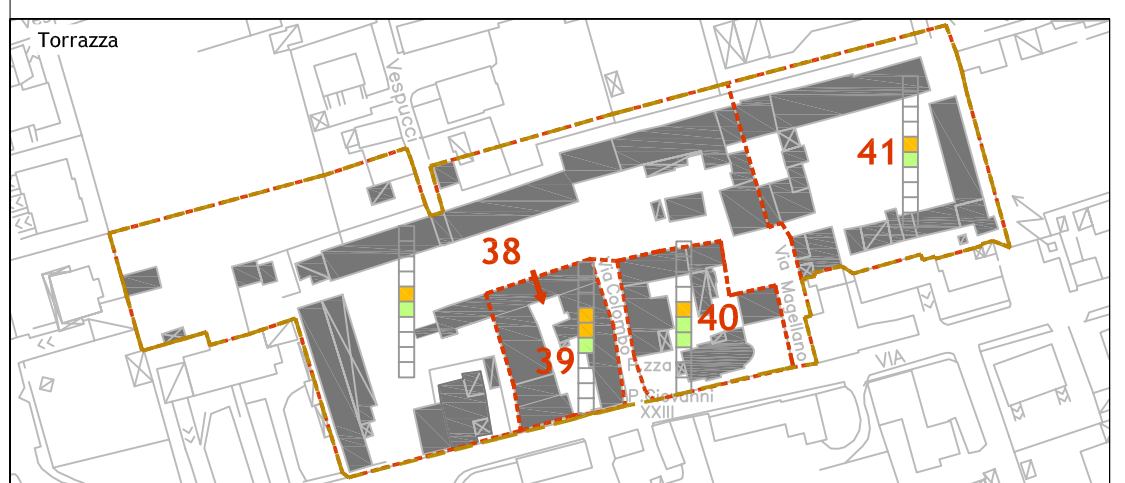 Torrazza
Vespucci
41
38
Via Colombo
Via Magellano
40
39
P.zza
P. Giovanni
XXIII
VIA